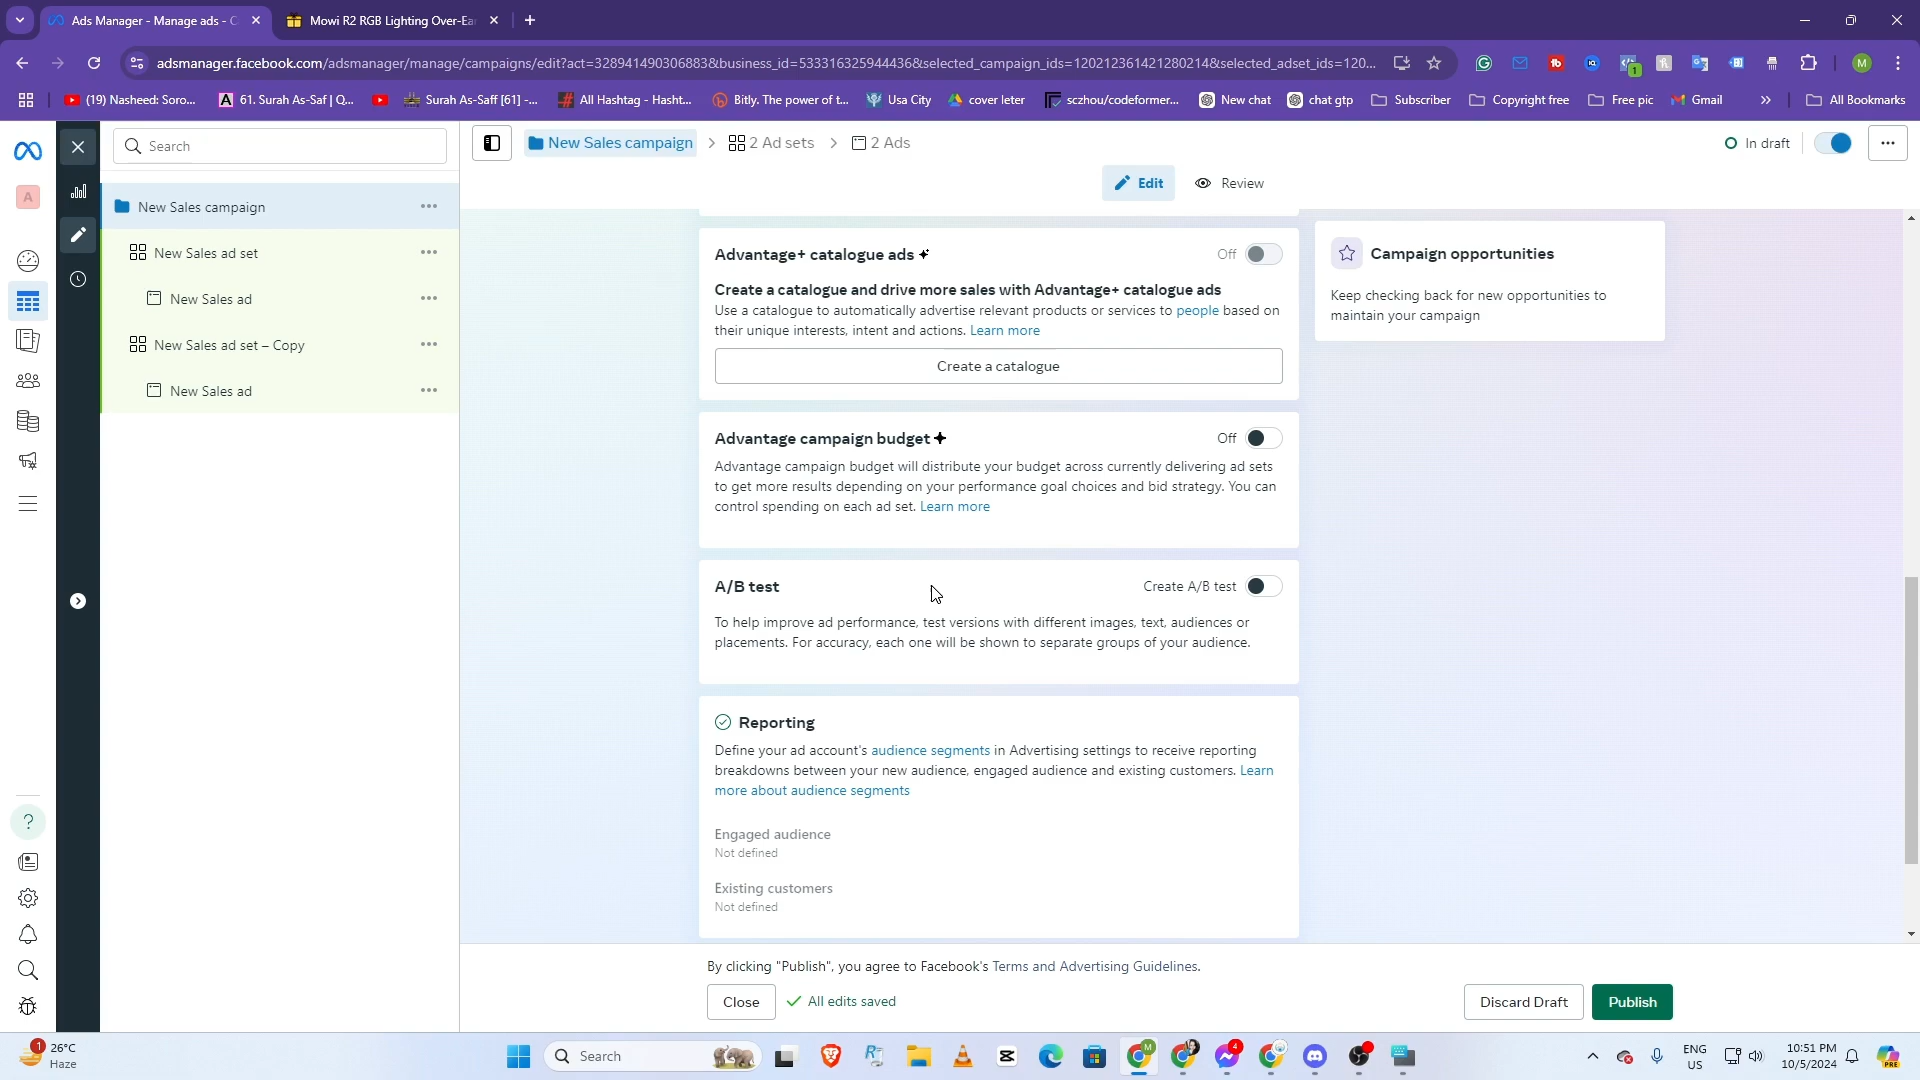 Ads Manager - Manage ads - C
Mowi R2 RGB Lighting Over-Ea
adsmanager.facebook.com/adsmanager/manage/campaigns/edit?act=328941490306883&business_id=533316325944436&selected_campaign_ids=120212361421280214&selected_adset_ids=120...
1
M
(19) Nasheed: Soro...
A
61. Surah As-Saf | Q...
Surah As-Saff [61] -...
All Hashtag - Hasht...
Bitly. The power of t...
Usa City
cover leter
sczhou/codeformer...
New chat
chat gtp
Subscriber
Copyright free
Free pic
Gmail
All Bookmarks
A
Search
New Sales campaign
New Sales ad set
New Sales ad
New Sales ad set – Copy
New Sales ad
New Sales campaign
2 Ad sets
2 Ads
In draft
Edit
Review
Advantage+ catalogue ads
Off
Create a catalogue and drive more sales with Advantage+ catalogue ads
Use a catalogue to automatically advertise relevant products or services to people based on
their unique interests, intent and actions. Learn more
Create a catalogue
Campaign opportunities
Keep checking back for new opportunities to
maintain your campaign
Advantage campaign budget
Off
Advantage campaign budget will distribute your budget across currently delivering ad sets
to get more results depending on your performance goal choices and bid strategy. You can
control spending on each ad set. Learn more
A/B test
Create A/B test
To help improve ad performance, test versions with different images, text, audiences or
placements. For accuracy, each one will be shown to separate groups of your audience.
Reporting
Define your ad account's audience segments in Advertising settings to receive reporting
breakdowns between your new audience, engaged audience and existing customers. Learn
more about audience segments
Engaged audience
Not defined
Existing customers
Not defined
By clicking "Publish", you agree to Facebook's Terms and Advertising Guidelines.
Close
All edits saved
Discard Draft
Publish
1
26°C
Haze
Search
M
4
ENG
US
10:51 PM
10/5/2024
PRE